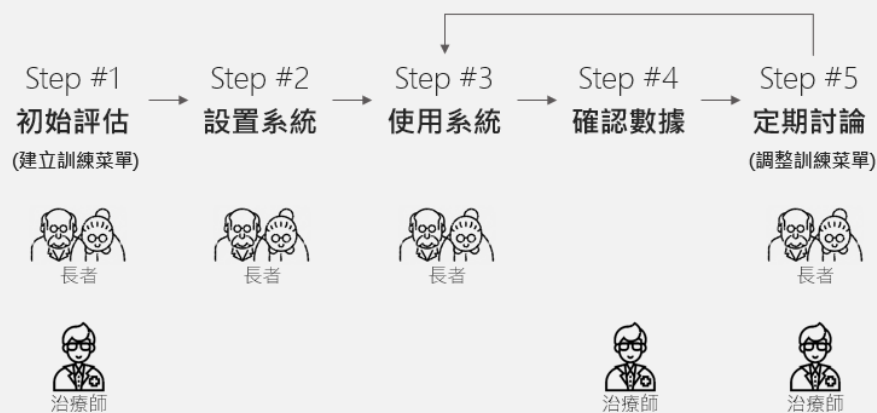 Step #1
初始評估
(建立訓練菜單)
Step #2
設置系統
Step #3
使用系統
Step #4
確認數據
Step #5
定期討論
(調整訓練菜單)
長者
長者
長者
長者
治療師
治療師
治療師